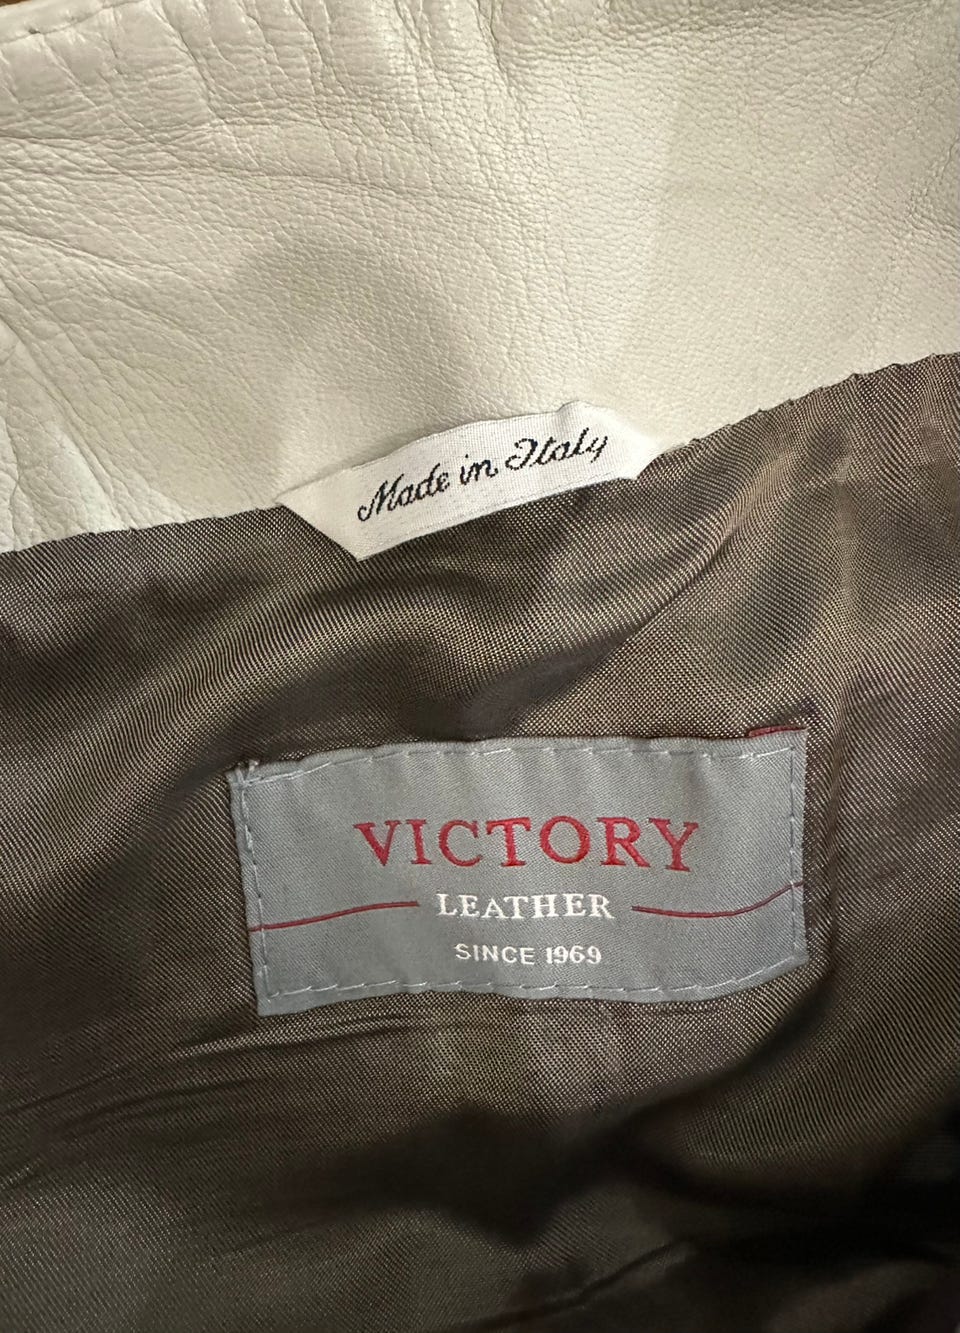 Made in Italy
VICTORY
LEATHER
SINCE 1969